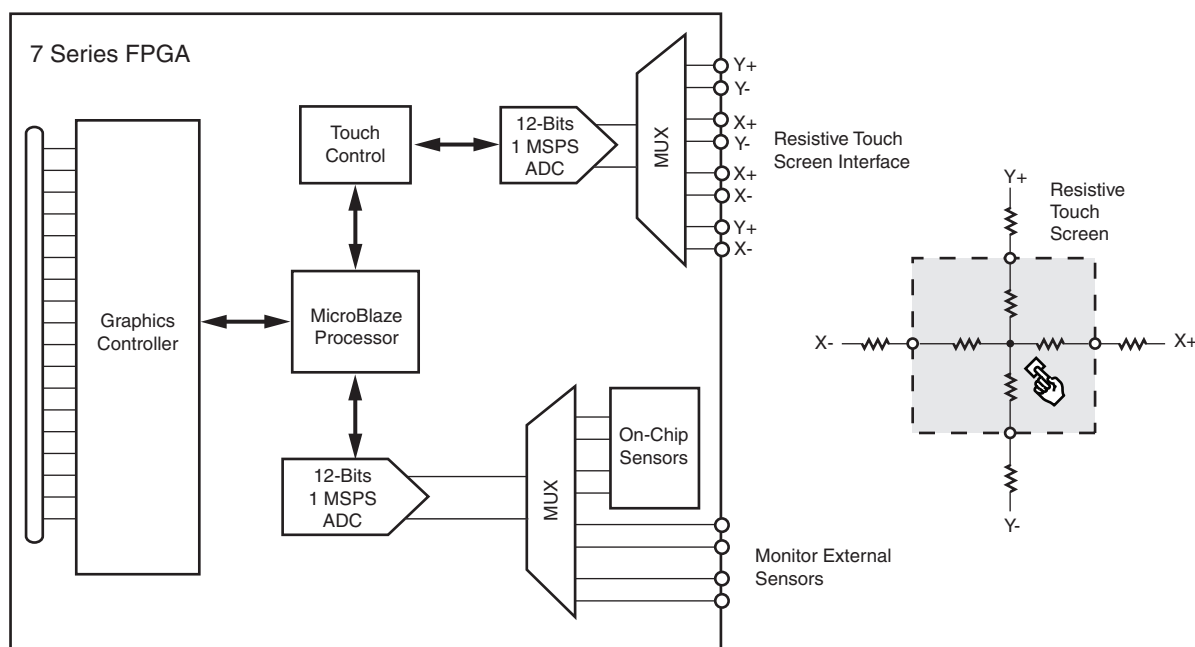 7 Series FPGA
Touch
Control
12-Bits
1 MSPS
ADC
MUX
Y+
Y-
X+
Y-
X+
X-
Y+
X-
Resistive Touch
Screen Interface
Graphics
Controller
MicroBlaze
Processor
12-Bits
1 MSPS
ADC
MUX
On-Chip
Sensors
Monitor External
Sensors
Y+
Resistive
Touch
Screen
X-
X+
Y-